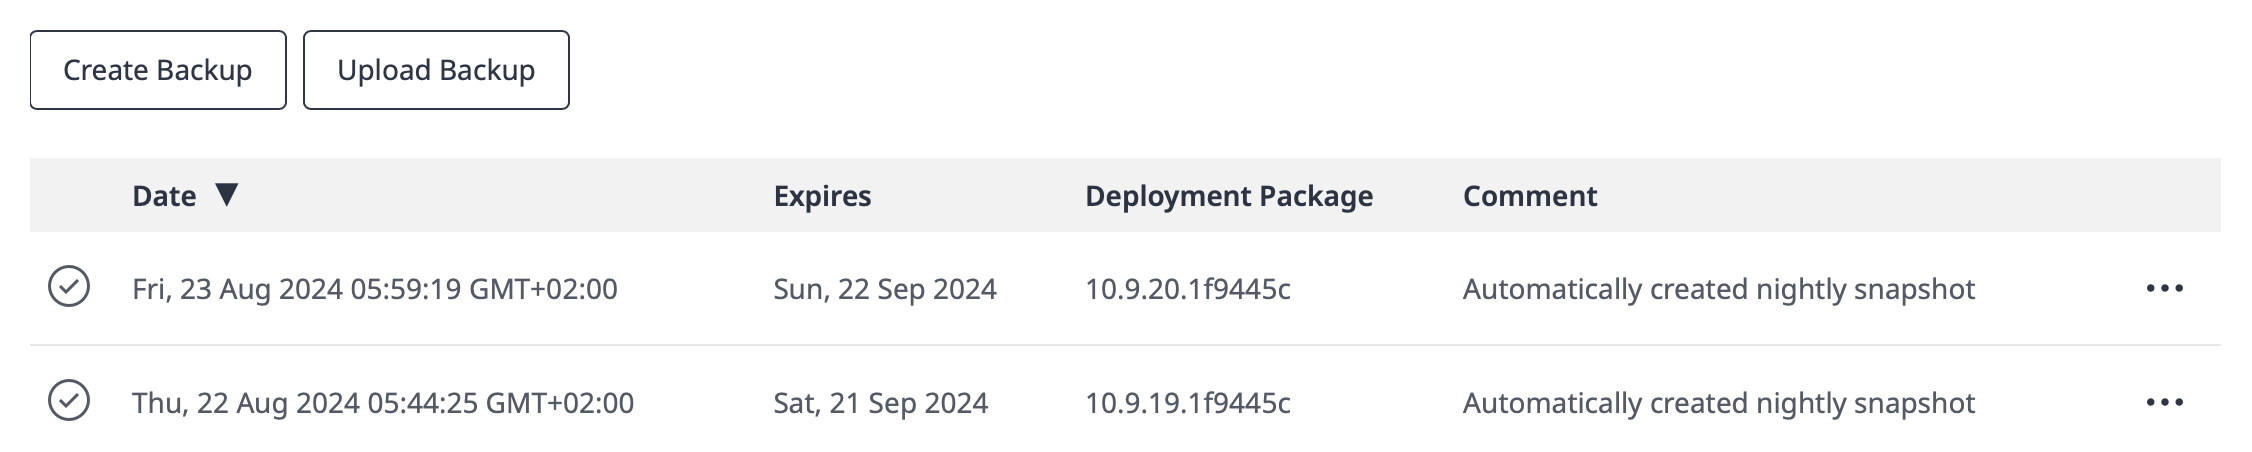 Create Backup Upload Backup
Date ▼ Expires Deployment Package Comment
Fri, 23 Aug 2024 05:59:19 GMT+02:00 Sun, 22 Sep 2024 10.9.20.1f9445c Automatically created nightly snapshot
Thu, 22 Aug 2024 05:44:25 GMT+02:00 Sat, 21 Sep 2024 10.9.19.1f9445c Automatically created nightly snapshot